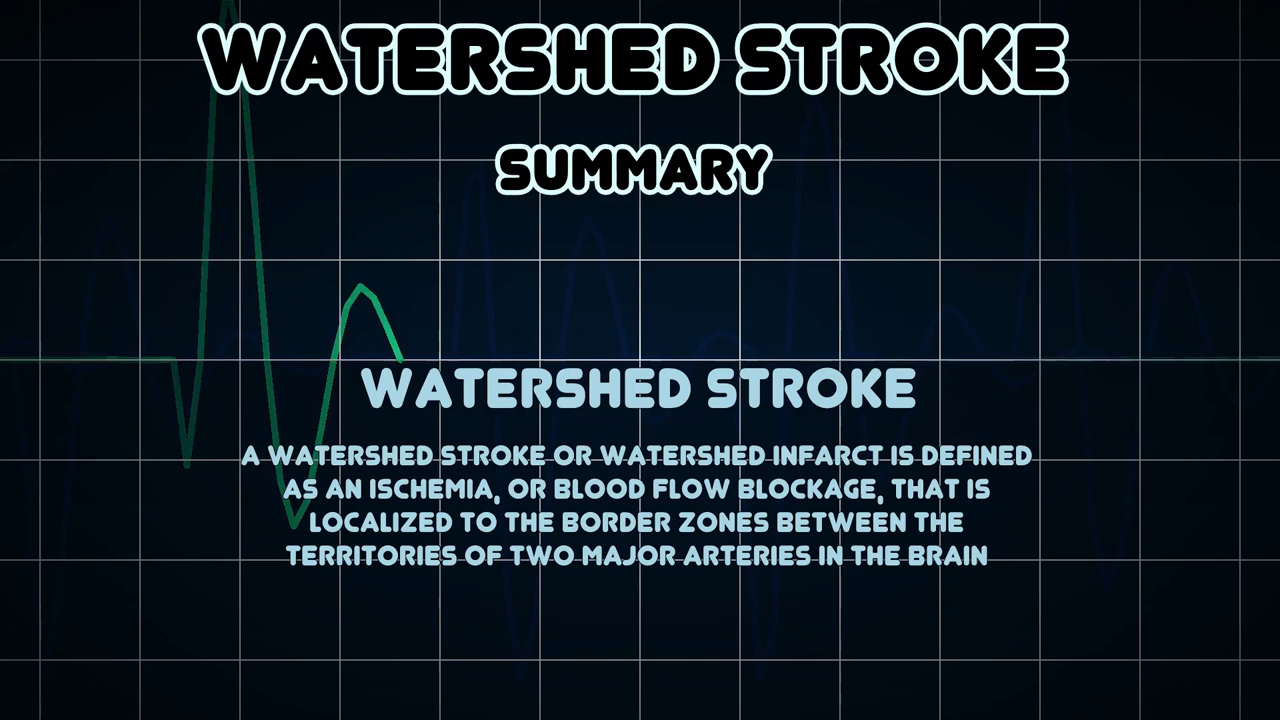 WATERSHED STROKE
SUMMARY
WATERSHED STROKE
A WATERSHED STROKE OR WATERSHED INFARCT IS DEFINED
AS AN ISCHEMIA, OR BLOOD FLOW BLOCKAGE, THAT IS
LOCALIZED TO THE BORDER ZONES BETWEEN THE
TERRITORIES OF TWO MAJOR ARTERIES IN THE BRAIN